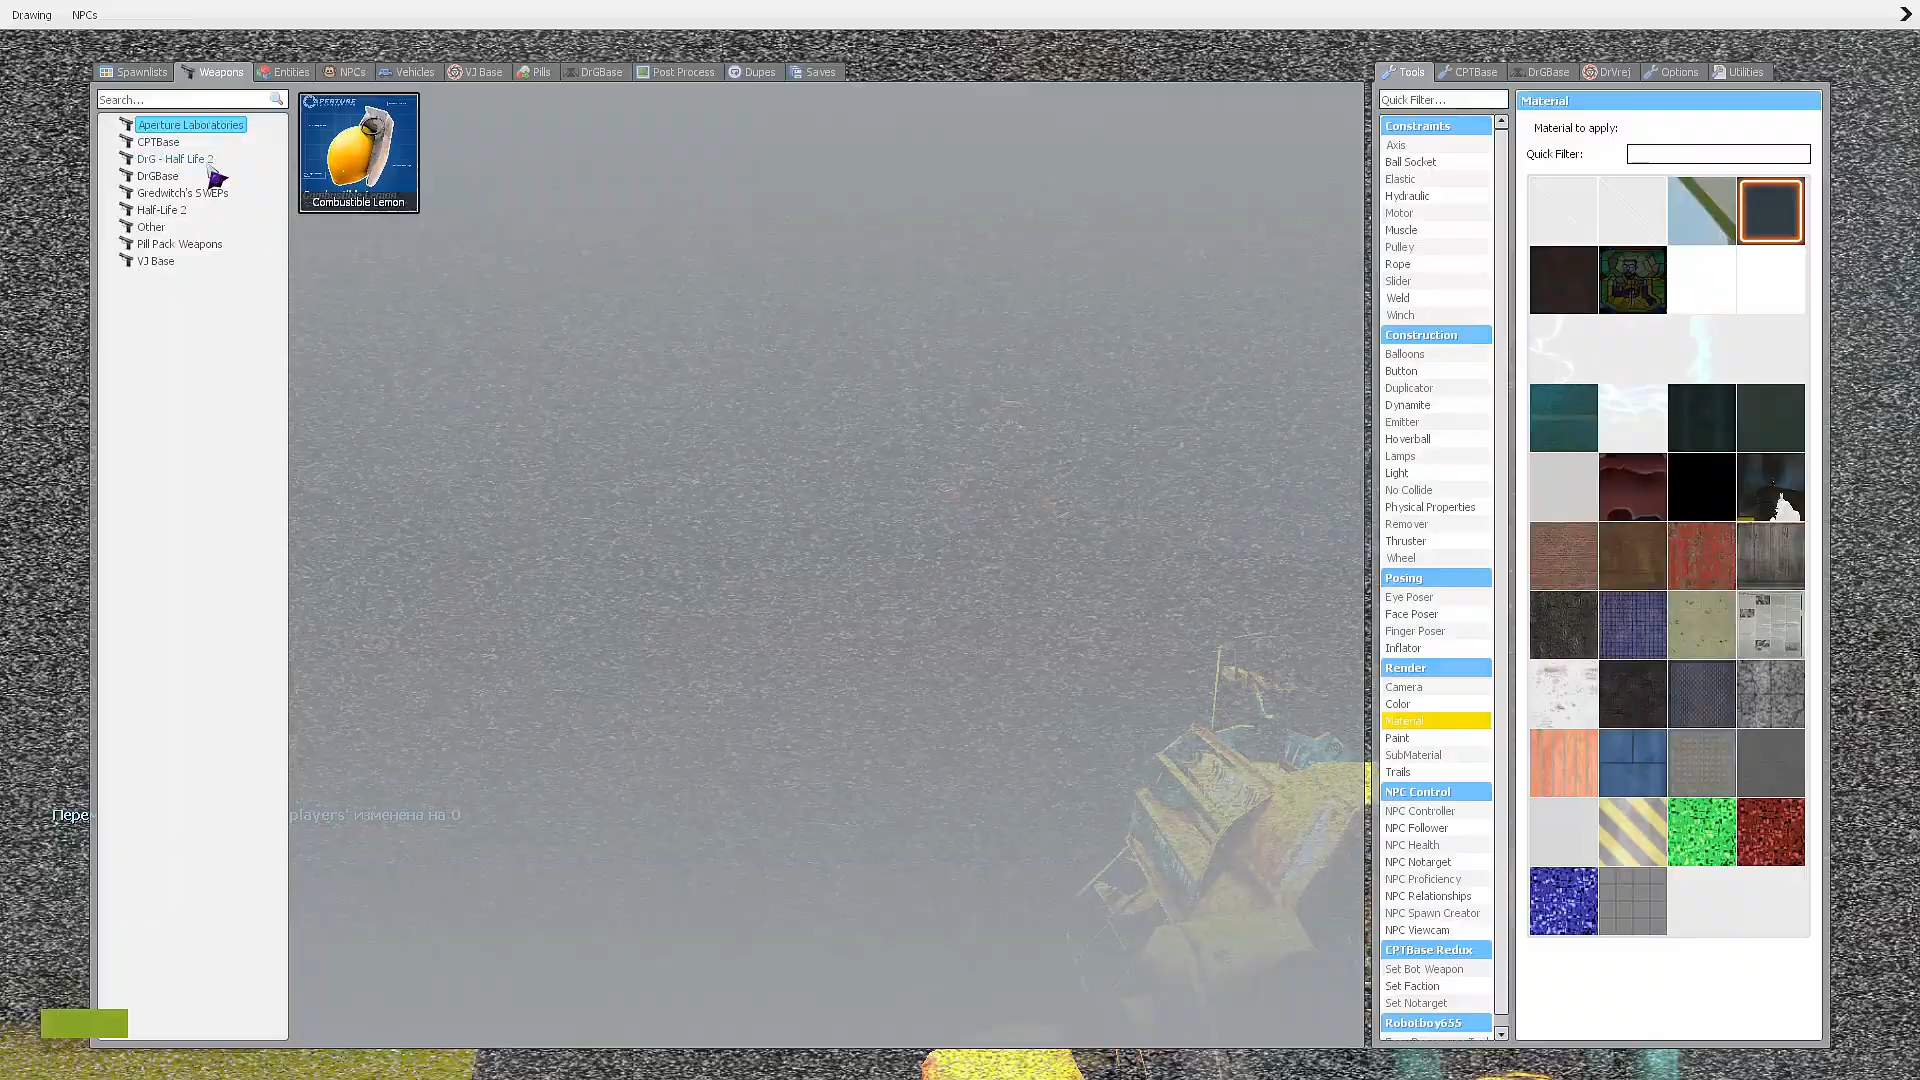 Drawing
NPCs
Spawnlists
Weapons
Entities
NPCs
Vehicles
VJ Base
Pills
DrGBase
Post Process
Dupes
Saves
Search...
Aperture Laboratories
CPTBase
DrG - Half Life 2
DrGBase
Gredwitch's SWEPs
Half-Life 2
Other
Pill Pack Weapons
VJ Base
Combustible Lemon
Пере
players' изменена на 0
Tools
CPTBase
DrGBase
DrVrej
Options
Utilities
Quick Filter...
Constraints
Axis
Ball Socket
Elastic
Hydraulic
Motor
Muscle
Pulley
Rope
Slider
Weld
Winch
Construction
Balloons
Button
Duplicator
Dynamite
Emitter
Hoverball
Lamps
Light
No Collide
Physical Properties
Remover
Thruster
Wheel
Posing
Eye Poser
Face Poser
Finger Poser
Inflator
Render
Camera
Color
Material
Paint
SubMaterial
Trails
NPC Control
NPC Controller
NPC Follower
NPC Health
NPC Notarget
NPC Proficiency
NPC Relationships
NPC Spawn Creator
NPC Viewcam
CPTBase Redux
Set Bot Weapon
Set Faction
Set Notarget
Robotboy655
Material
Material to apply:
Quick Filter: